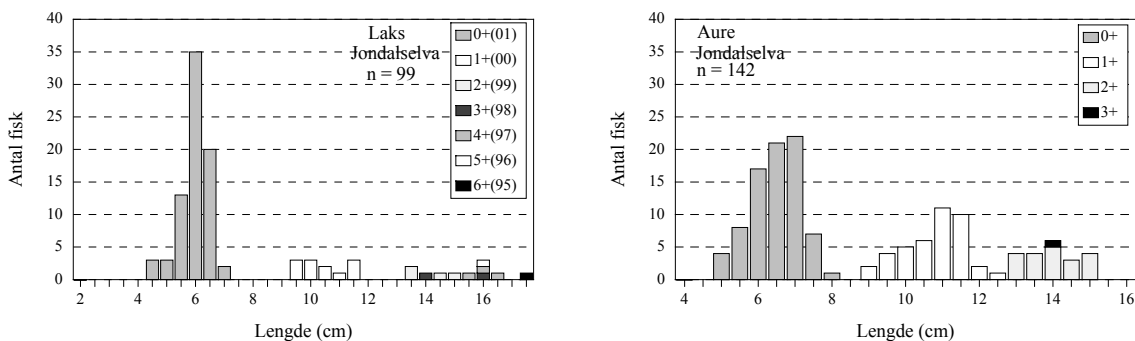 40
35
30
25
20
15
10
5
0
Antal fisk
Laks
Jondalselva
n = 99
0+(01)
1+(00)
2+(99)
3+(98)
4+(97)
5+(96)
6+(95)
2 4 6 8 10 12 14 16
Lengde (cm)
40
35
30
25
20
15
10
5
0
Antal fisk
Aure
Jondalselva
n = 142
0+
1+
2+
3+
4 6 8 10 12 14 16
Lengde (cm)